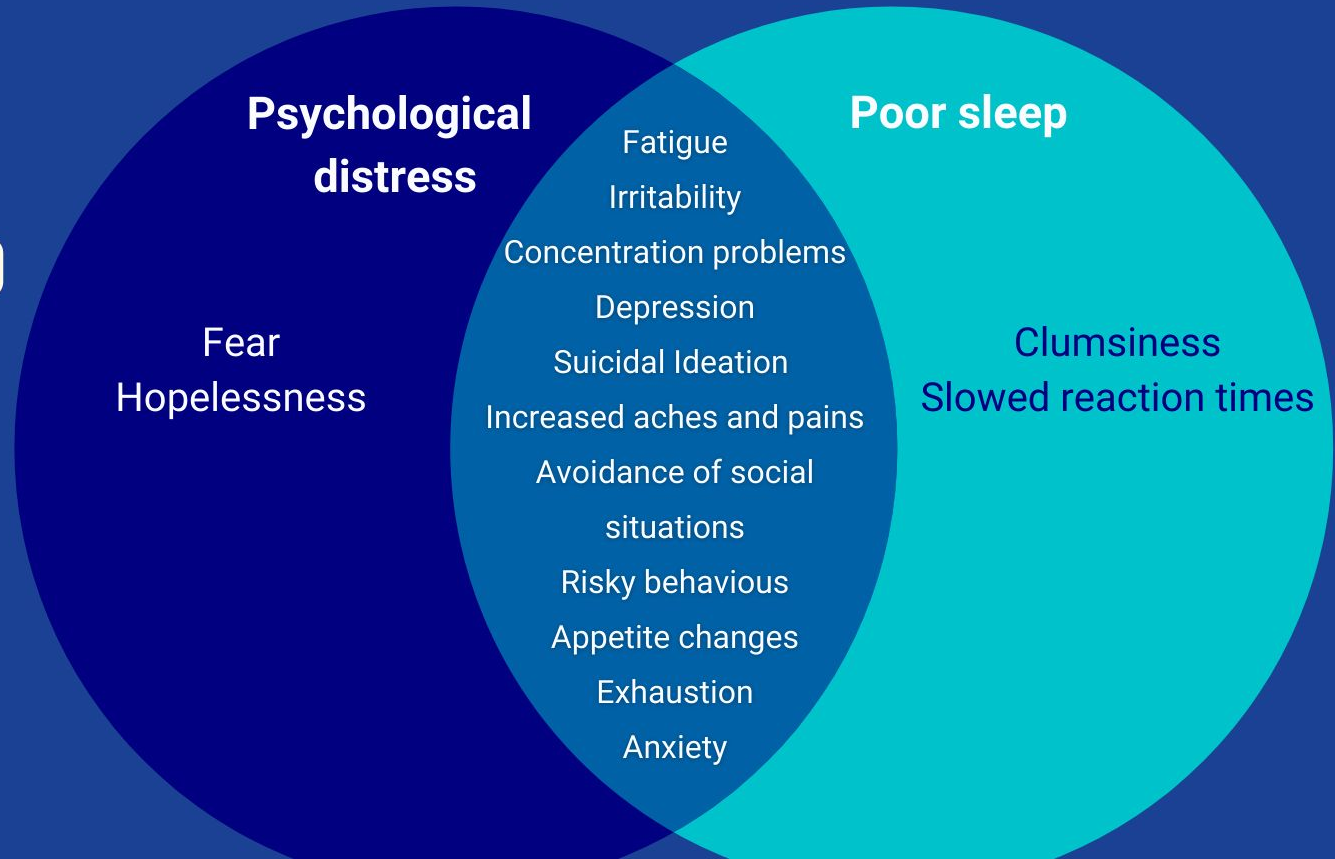 Psychological
distress
Fear
Hopelessness
Fatigue
Irritability
Concentration problems
Depression
Suicidal Ideation
Increased aches and pains
Avoidance of social
situations
Risky behavious
Appetite changes
Exhaustion
Anxiety
Poor sleep
Clumsiness
Slowed reaction times